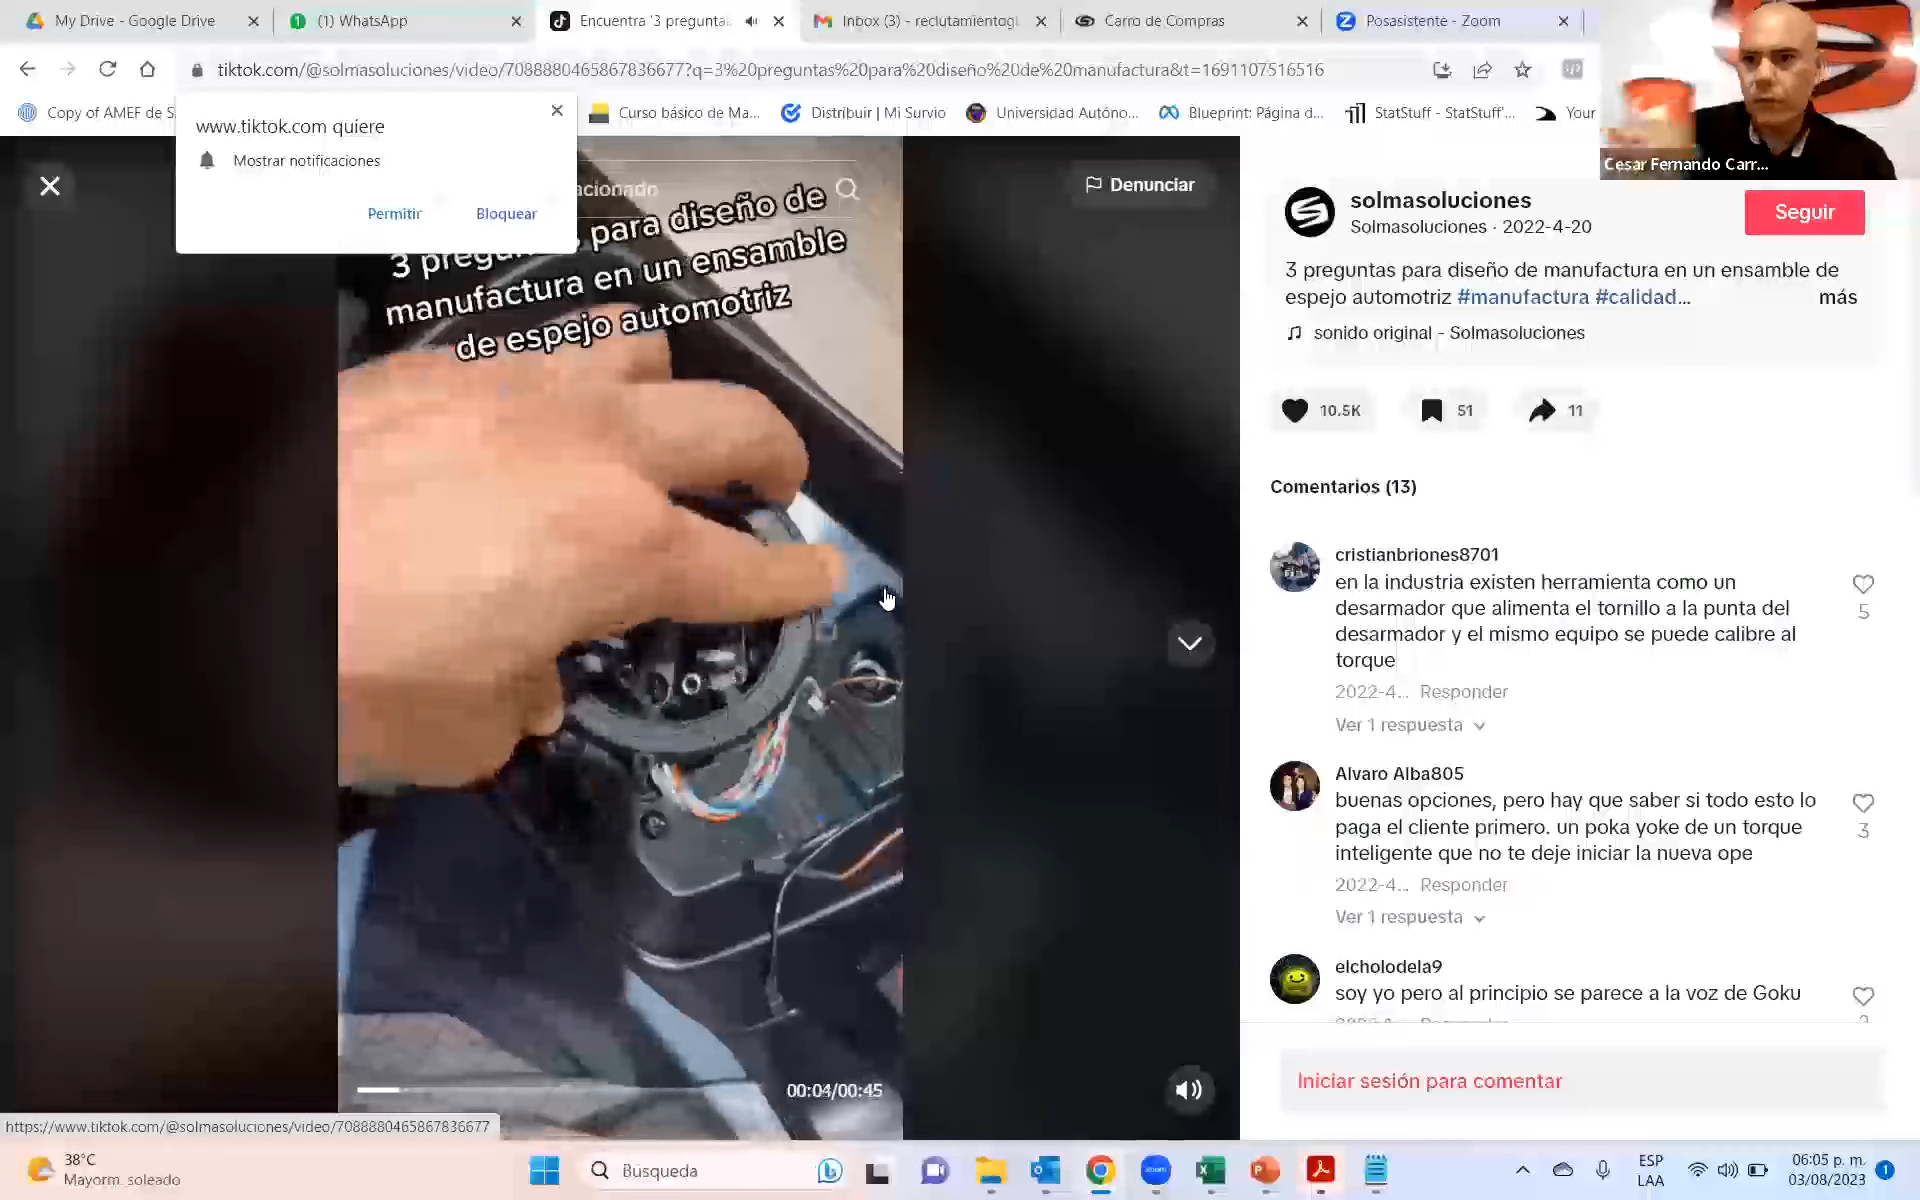 My Drive - Google Drive
(1) WhatsApp
Encuentra '3 pregunta
Inbox (3) - reclutamientog
Carro de Compras
Posasistente - Zoom
tiktok.com/@solmasoluciones/video/7088880465867836677?q=3%20preguntas%20para%20diseño%20de%20manufactura&t=1691107516516
Copy of AMEF de S
Curso básico de Ma...
Distribuir | Mi Survio
Universidad Autóno...
Blueprint: Página d...
StatStuff - StatStuff'...
Your
Cesar Fernando Carr...
www.tiktok.com quiere
Mostrar notificaciones
Permitir
Bloquear
Denunciar
para diseño de
manufactura en un ensamble
de espejo automotriz
solmasoluciones
Solmasoluciones · 2022-4-20
Seguir
3 preguntas para diseño de manufactura en un ensamble de
espejo automotriz #manufactura #calidad...
más
sonido original - Solmasoluciones
10.5K
51
11
Comentarios (13)
cristianbriones8701
en la industria existen herramienta como un
desarmador que alimenta el tornillo a la punta del
desarmador y el mismo equipo se puede calibre al
torque
5
2022-4... Responder
Ver 1 respuesta
Alvaro Alba805
buenas opciones, pero hay que saber si todo esto lo
paga el cliente primero. un poka yoke de un torque
inteligente que no te deje iniciar la nueva ope
3
2022-4... Responder
Ver 1 respuesta
elcholodela9
soy yo pero al principio se parece a la voz de Goku
Iniciar sesión para comentar
00:04/00:45
https://www.tiktok.com/@solmasoluciones/video/7088880465867836677
38°C
Mayorm. soleado
Búsqueda
zoom
ESP
LAA
06:05 p. m.
03/08/2023
1